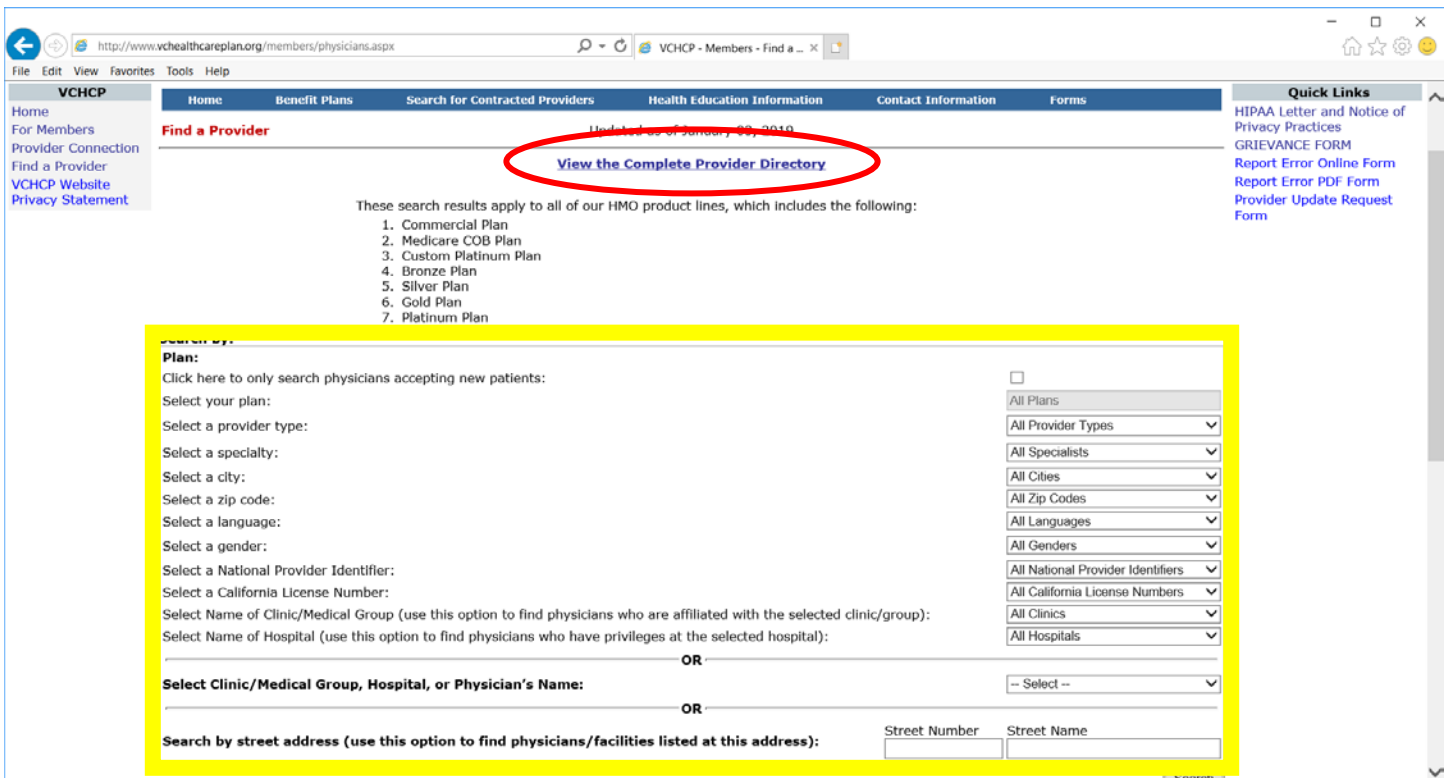 http://www.vchealthcareplan.org/members/physicians.aspx
VCHCP - Members - Find a ...
File Edit View Favorites Tools Help
VCHCP
Home
For Members
Provider Connection
Find a Provider
VCHCP Website
Privacy Statement
Home Benefit Plans Search for Contracted Providers Health Education Information Contact Information Forms
Find a Provider
Updated as of January
2019
View the Complete Provider Directory
These search results apply to all of our HMO product lines, which includes the following:
1. Commercial Plan
2. Medicare COB Plan
3. Custom Platinum Plan
4. Bronze Plan
5. Silver Plan
6. Gold Plan
7. Platinum Plan
Search by:
Plan:
Click here to only search physicians accepting new patients:
Select your plan: All Plans
Select a provider type: All Provider Types
Select a specialty: All Specialists
Select a city: All Cities
Select a zip code: All Zip Codes
Select a language: All Languages
Select a gender: All Genders
Select a National Provider Identifier: All National Provider Identifiers
Select a California License Number: All California License Numbers
Select Name of Clinic/Medical Group (use this option to find physicians who are affiliated with the selected clinic/group): All Clinics
Select Name of Hospital (use this option to find physicians who have privileges at the selected hospital): All Hospitals
OR
Select Clinic/Medical Group, Hospital, or Physician's Name: -- Select --
OR
Street Number Street Name
Search by street address (use this option to find physicians/facilities listed at this address):
Search
Quick Links
HIPAA Letter and Notice of
Privacy Practices
GRIEVANCE FORM
Report Error Online Form
Report Error PDF Form
Provider Update Request
Form